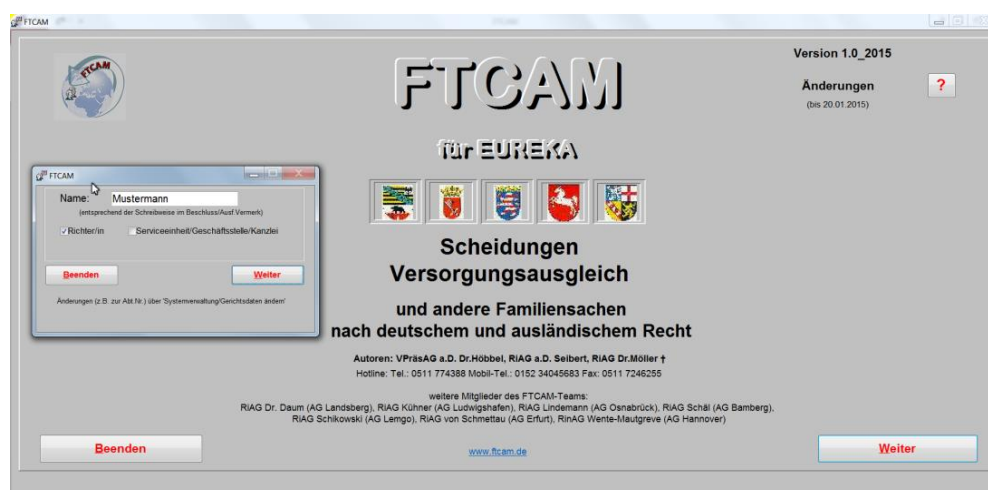 FTCAM
Version 1.0_2015
FTCAM
FTCAM
Änderungen
?
(bis 20.01.2015)
für EUREKA
FTCAM
Name:
Mustermann
(entsprechend der Schreibweise im Beschluss/Ausf.Vermerk)
Richter/in
Serviceeinheit/Geschäftsstelle/Kanzlei
Beenden
Weiter
Änderungen (z.B. zur Abt.Nr.) über 'Systemverwaltung/Gerichtsdaten ändern'
Scheidungen
Versorgungsausgleich
und andere Familiensachen
nach deutschem und ausländischem Recht
Autoren: VPräsAG a.D. Dr.Höbbel, RiAG a.D. Seibert, RiAG Dr.Möller †
Hotline: Tel.: 0511 774388 Mobil-Tel.: 0152 34045683 Fax: 0511 7246255
weitere Mitglieder des FTCAM-Teams:
RiAG Dr. Daum (AG Landsberg), RiAG Kühner (AG Ludwigshafen), RiAG Lindemann (AG Osnabrück), RiAG Schäl (AG Bamberg),
RiAG Schikowski (AG Lemgo), RiAG von Schmettau (AG Erfurt), RinAG Wente-Mautgreve (AG Hannover)
Beenden
www.ftcam.de
Weiter